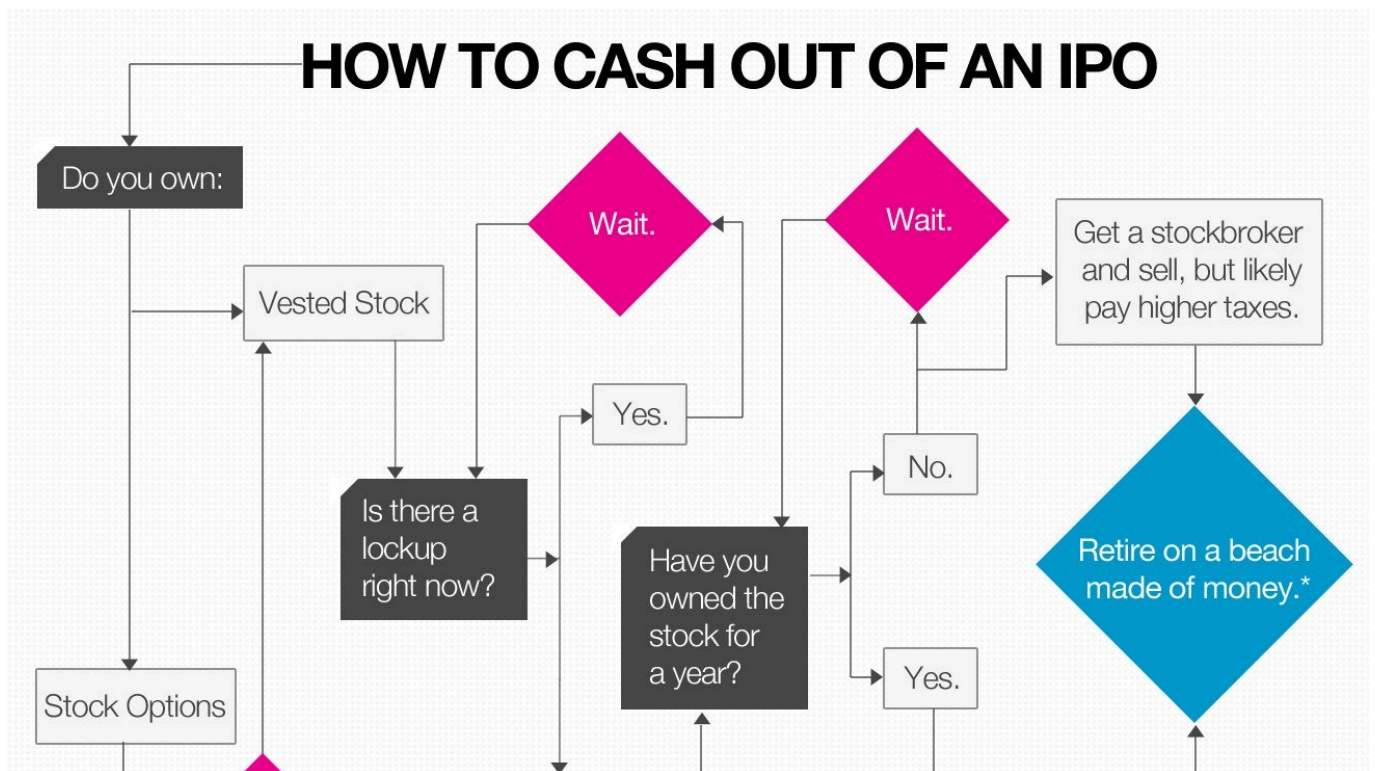 HOW TO CASH OUT OF AN IPO
Do you own:
Vested Stock
Wait.
Wait.
Get a stockbroker
and sell, but likely
pay higher taxes.
Yes.
No.
Is there a
lockup
right now?
Have you
owned the
stock for
a year?
Retire on a beach
made of money.*
Yes.
Stock Options